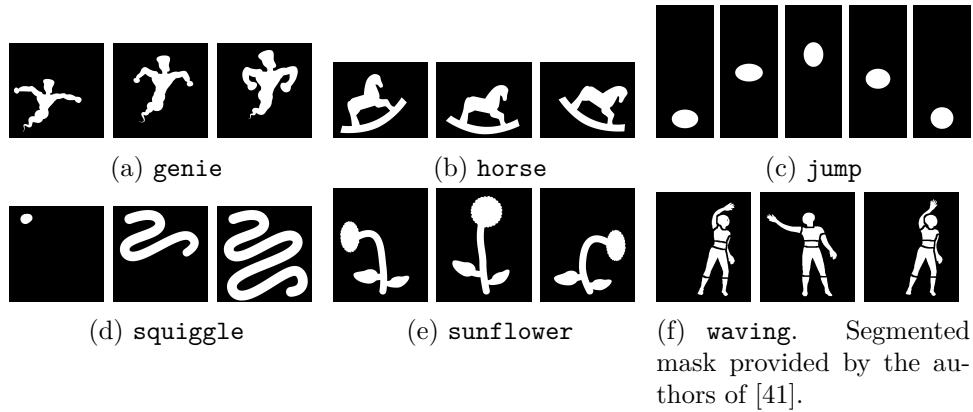 (a) genie
(b) horse
(c) jump
(d) squiggle
(e) sunflower
(f) waving. Segmented
mask provided by the au-
thors of [41].